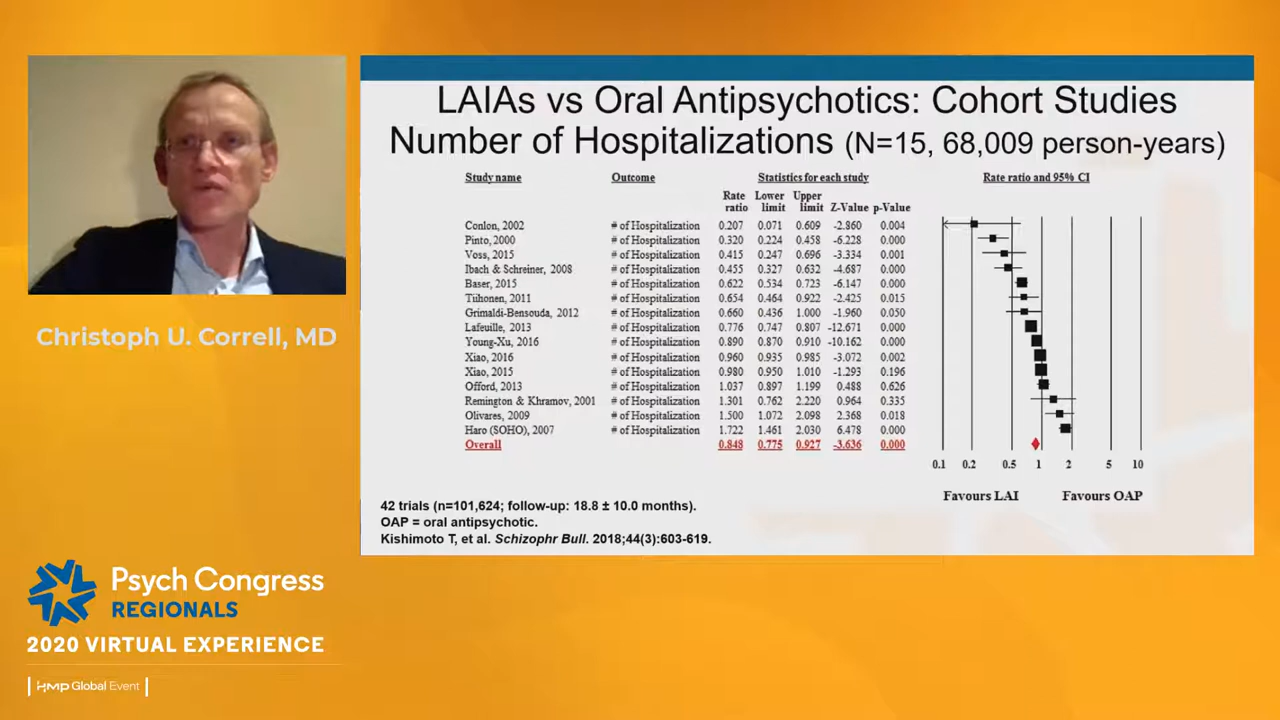 LAIAs vs Oral Antipsychotics: Cohort Studies
Number of Hospitalizations (N=15, 68,009 person-years)
Study name Outcome Statistics for each study Rate ratio and 95% CI
Rate ratio Lower limit Upper limit Z-Value p-Value
Conlon, 2002 # of Hospitalization 0.207 0.071 0.609 -2.860 0.004
Pinto, 2000 # of Hospitalization 0.320 0.224 0.458 -6.228 0.000
Voss, 2015 # of Hospitalization 0.415 0.247 0.696 -3.334 0.001
Ibach & Schreiner, 2008 # of Hospitalization 0.455 0.327 0.632 -4.687 0.000
Baser, 2015 # of Hospitalization 0.622 0.534 0.723 -6.147 0.000
Tiihonen, 2011 # of Hospitalization 0.654 0.464 0.922 -2.425 0.015
Grimaldi-Bensouda, 2012 # of Hospitalization 0.660 0.436 1.000 -1.960 0.050
Lafeuille, 2013 # of Hospitalization 0.776 0.747 0.807 -12.671 0.000
Young-Xu, 2016 # of Hospitalization 0.890 0.870 0.910 -10.162 0.000
Xiao, 2016 # of Hospitalization 0.960 0.935 0.985 -3.072 0.002
Xiao, 2015 # of Hospitalization 0.980 0.950 1.010 -1.293 0.196
Offord, 2013 # of Hospitalization 1.037 0.897 1.199 0.488 0.626
Remington & Khramov, 2001 # of Hospitalization 1.301 0.762 2.220 0.964 0.335
Olivares, 2009 # of Hospitalization 1.500 1.072 2.098 2.368 0.018
Haro (SOHO), 2007 # of Hospitalization 1.722 1.461 2.030 6.478 0.000
Overall 0.848 0.775 0.927 -3.636 0.000
0.1 0.2 0.5 1 2 5 10
Favours LAI Favours OAP
42 trials (n=101,624; follow-up: 18.8 ± 10.0 months).
OAP = oral antipsychotic.
Kishimoto T, et al. Schizophr Bull. 2018;44(3):603-619.
Christoph U. Correll, MD
Psych Congress
REGIONALS
2020 VIRTUAL EXPERIENCE
HMP Global Event